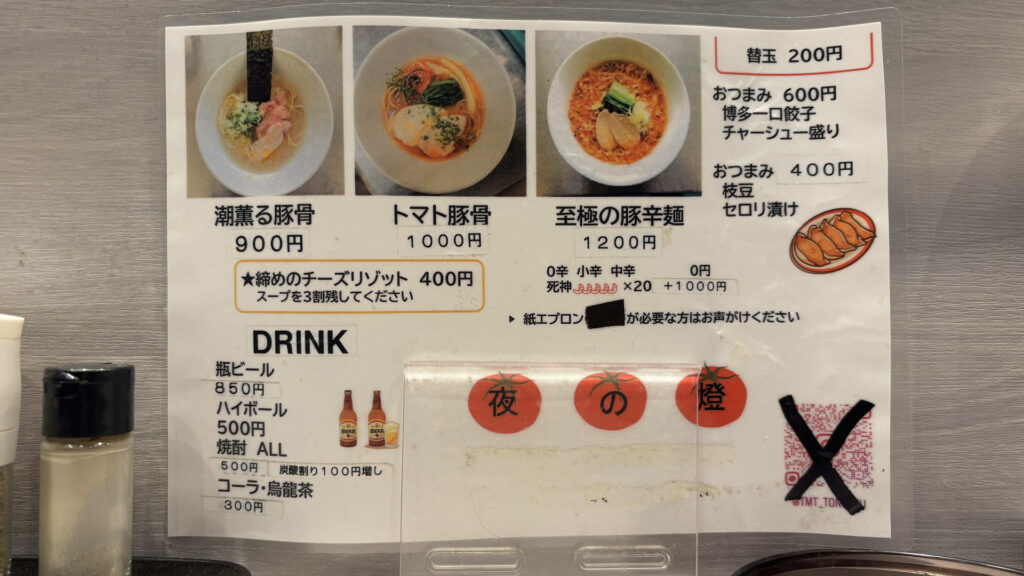 潮薫る豚骨
900円
トマト豚骨
1000円
至極の豚辛麺
1200円
替玉 200円
おつまみ 600円
博多一口餃子
チャーシュー盛り
おつまみ 400円
枝豆
セロリ漬け
★締めのチーズリゾット 400円
スープを3割残してください
0辛 小辛 中辛 0円
死神 ×20 +1000円
▶ 紙エプロン が必要な方はお声がけください
DRINK
瓶ビール
850円
ハイボール
500円
焼酎 ALL
500円 炭酸割り100円増し
コーラ・烏龍茶
300円
夜の燈